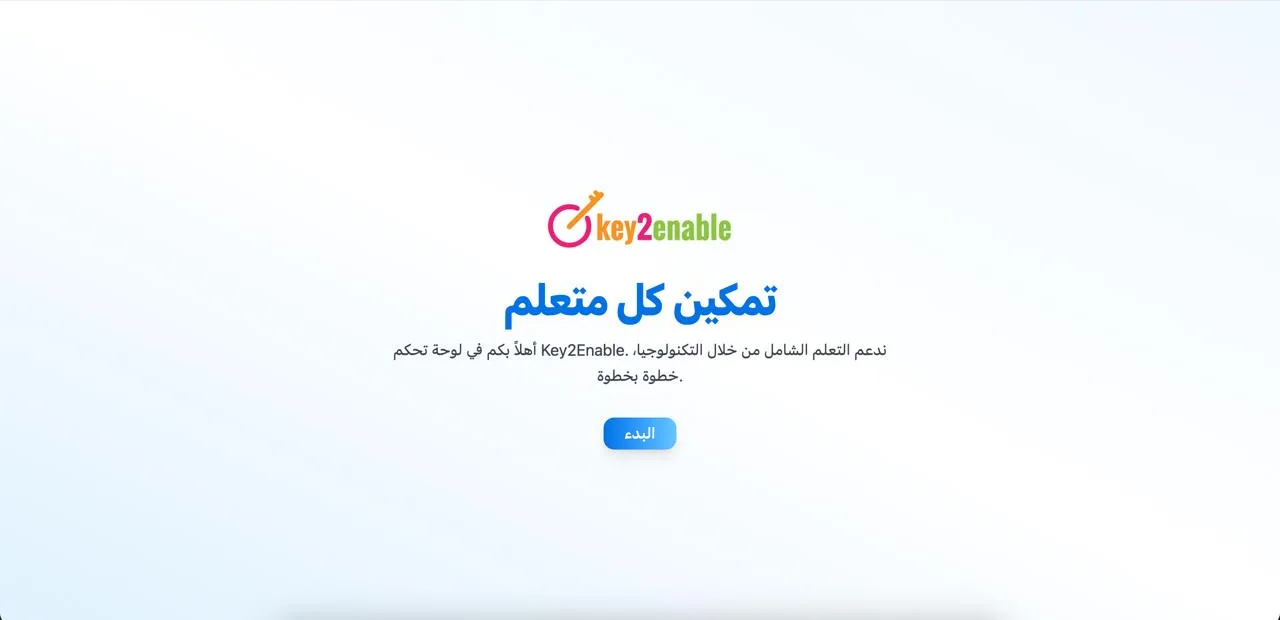 key2enable
تمكين كل متعلم
أهلاً بكم في لوحة تحكم Key2Enable. ندعم التعلم الشامل من خلال التكنولوجيا،
خطوة بخطوة.
البدء